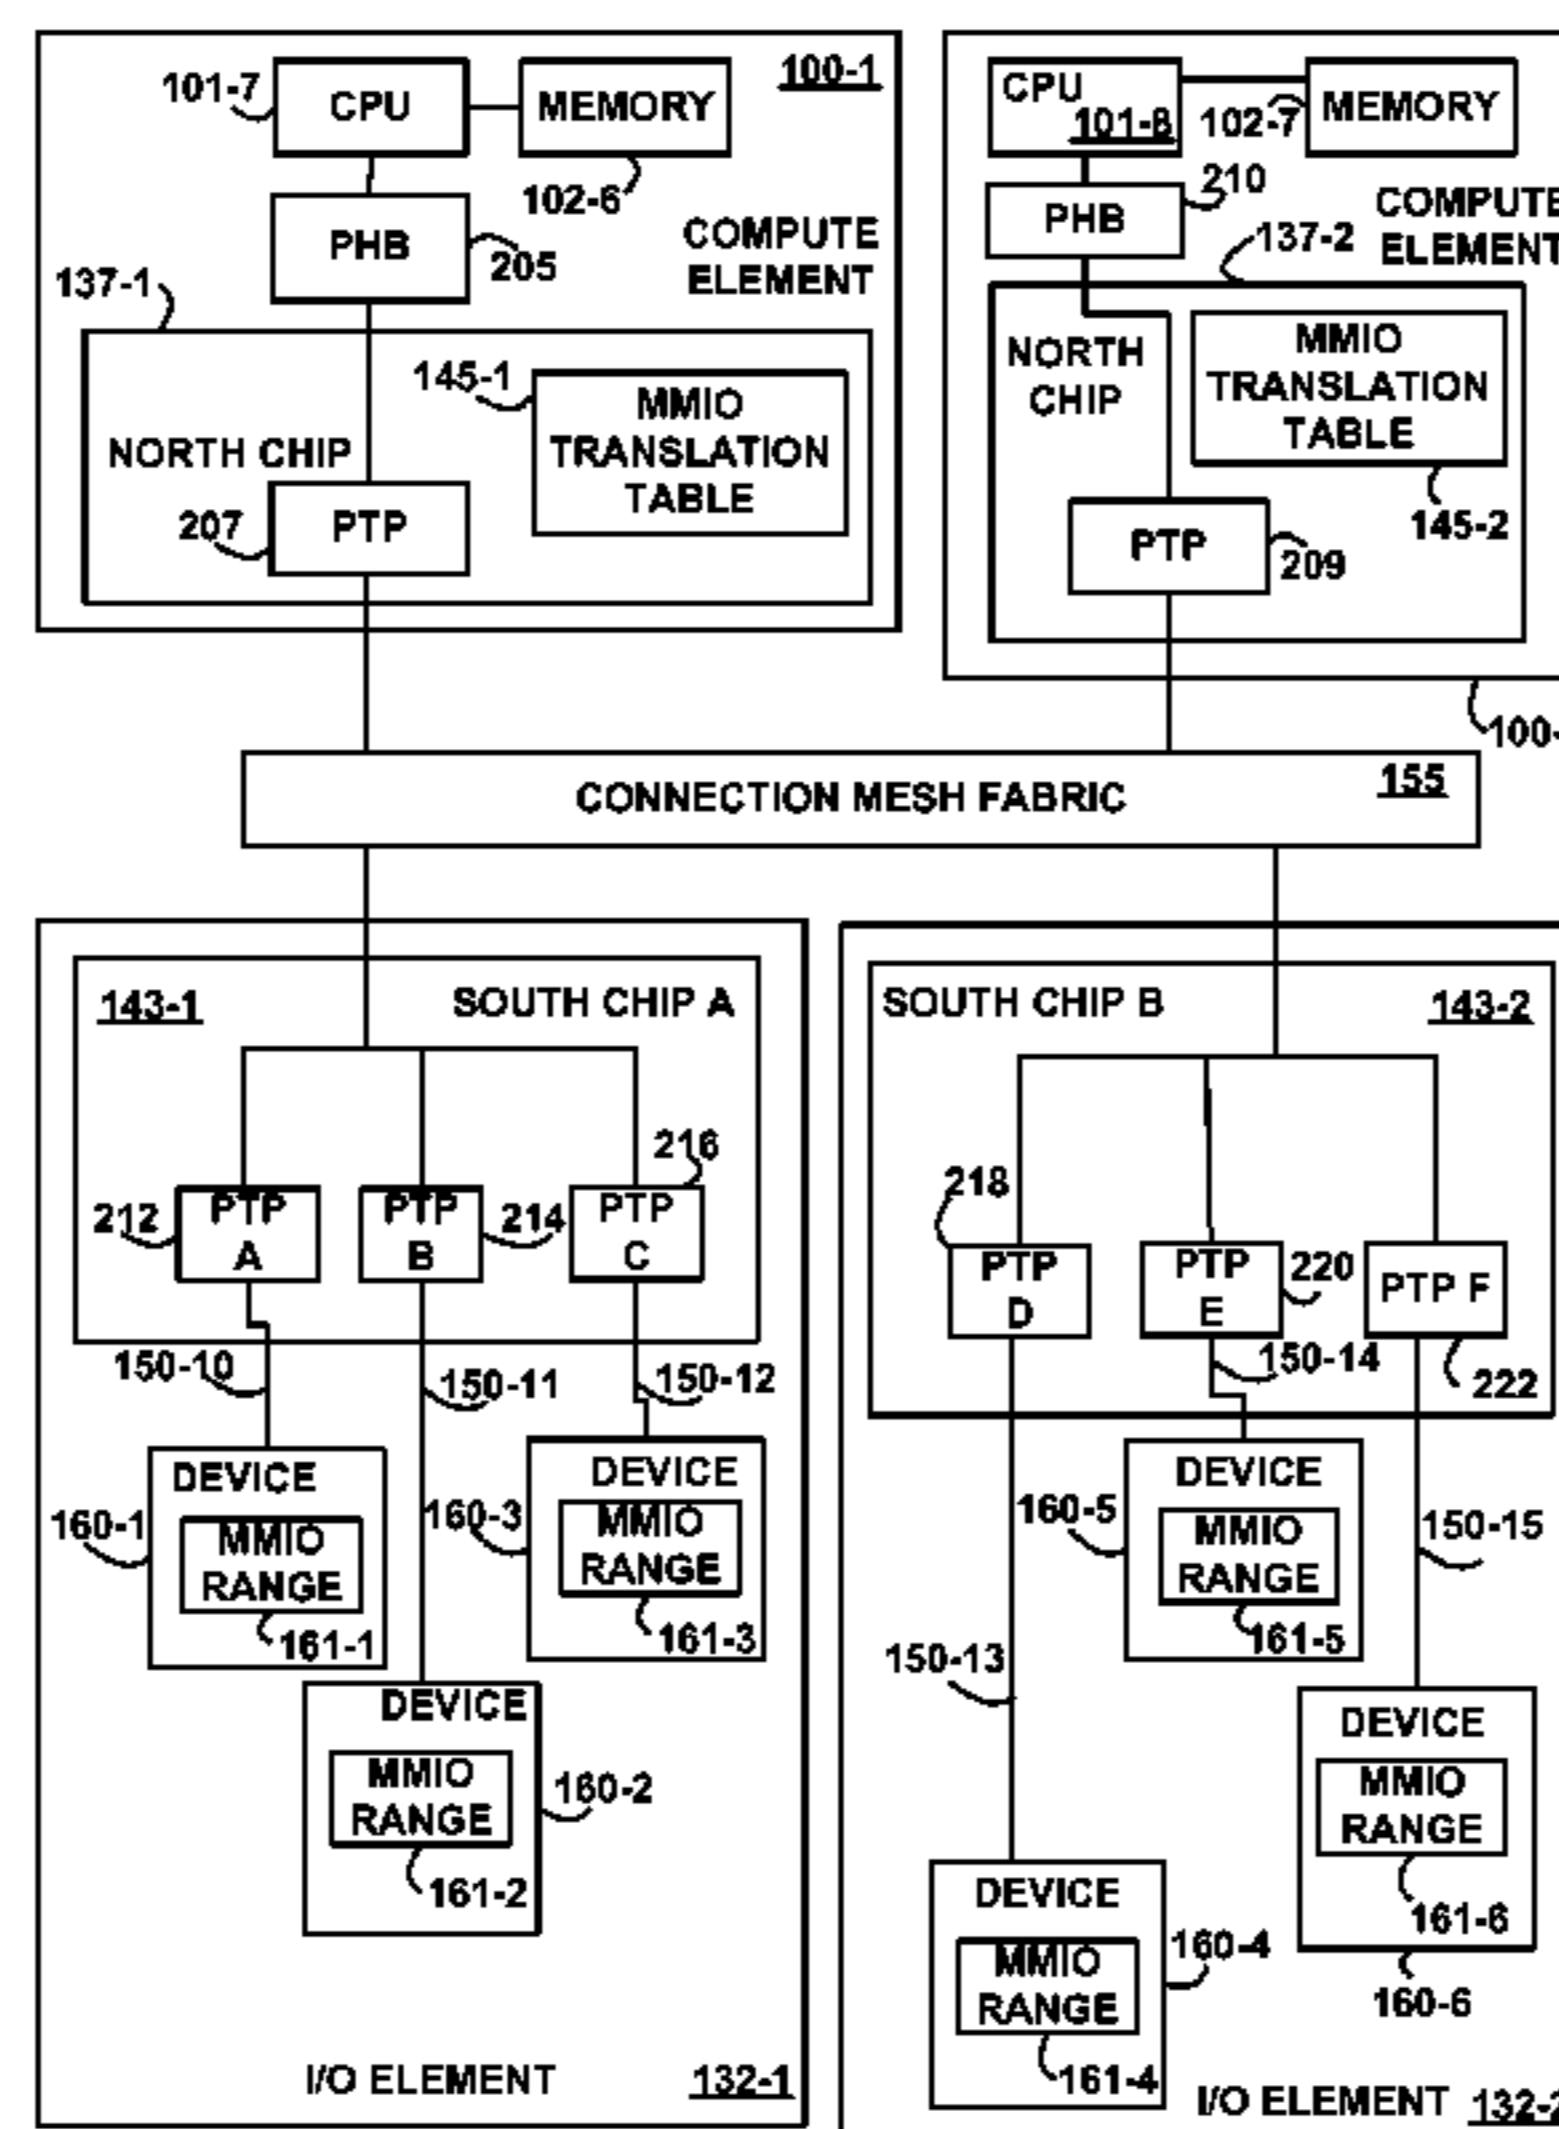 100-1
101-7
CPU
MEMORY
102-6
PHB
205
COMPUTE
ELEMENT
137-1
145-1
MMIO
TRANSLATION
TABLE
NORTH CHIP
207
PTP
CPU
101-8
102-7
MEMORY
210
PHB
COMPUTE
ELEMENT
137-2
NORTH
CHIP
MMIO
TRANSLATION
TABLE
145-2
PTP
209
100-
CONNECTION MESH FABRIC
155
143-1
SOUTH CHIP A
216
212
PTP
A
PTP
B
214
PTP
C
150-10
150-11
150-12
DEVICE
160-1
MMIO
RANGE
161-1
160-3
DEVICE
MMIO
RANGE
161-3
DEVICE
MMIO
RANGE
160-2
161-2
I/O ELEMENT
132-1
SOUTH CHIP B
143-2
218
PTP
D
PTP
E
220
PTP F
150-14
222
160-5
DEVICE
MMIO
RANGE
161-5
150-15
150-13
DEVICE
MMIO
RANGE
161-6
160-6
DEVICE
MMIO
RANGE
160-4
161-4
I/O ELEMENT
132-2